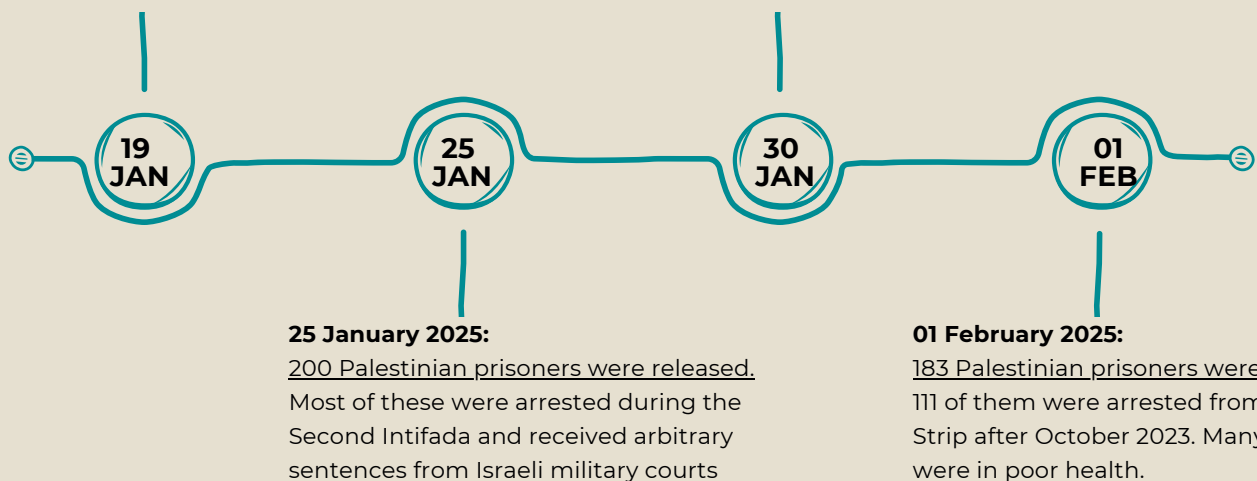 19
JAN
25
JAN
30
JAN
01
FEB
25 January 2025:
200 Palestinian prisoners were released.
Most of these were arrested during the
Second Intifada and received arbitrary
sentences from Israeli military courts
01 February 2025:
183 Palestinian prisoners were
111 of them were arrested from
Strip after October 2023. Many
were in poor health.